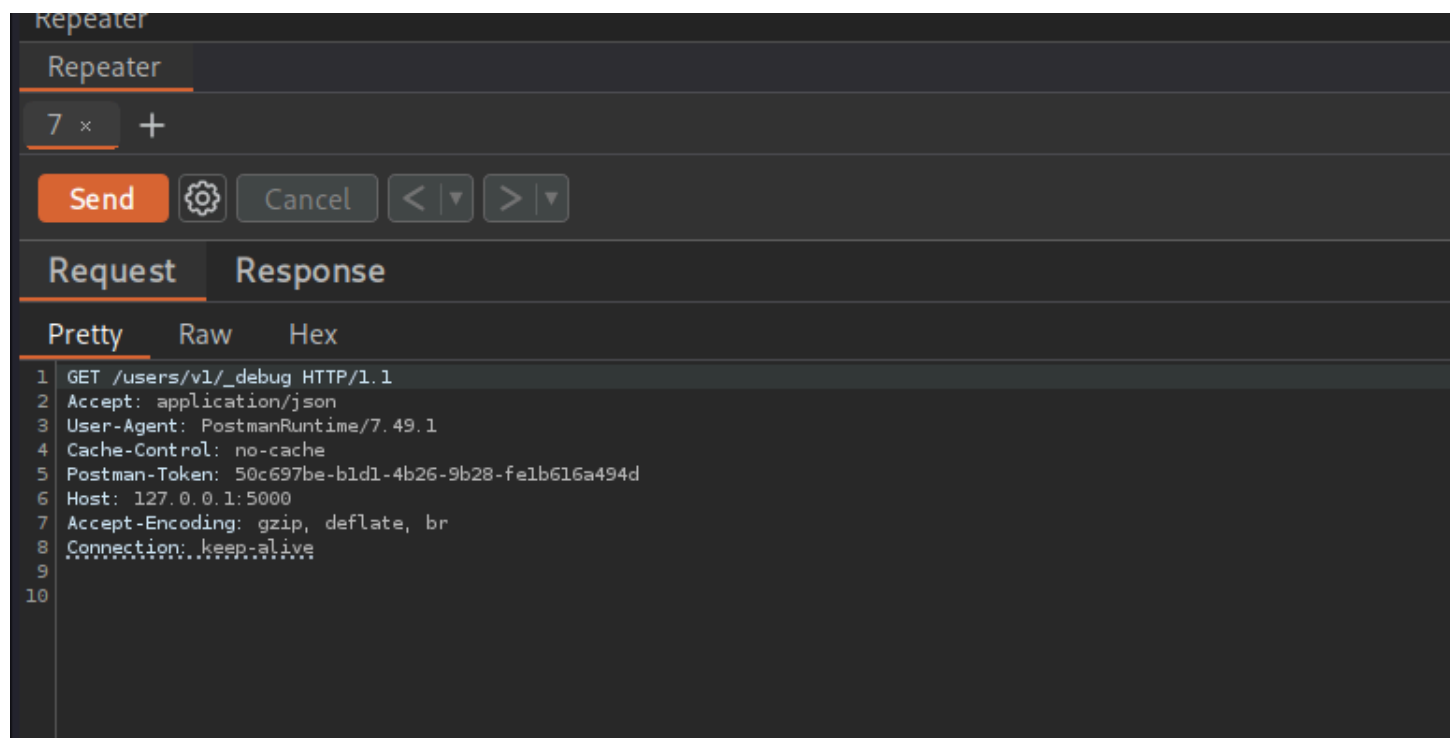 Repeater
Repeater
7 × +
Send Cancel < ▼ > ▼
Request Response
Pretty Raw Hex
1 GET /users/v1/_debug HTTP/1.1
2 Accept: application/json
3 User-Agent: PostmanRuntime/7.49.1
4 Cache-Control: no-cache
5 Postman-Token: 50c697be-b1d1-4b26-9b28-fe1b616a494d
6 Host: 127.0.0.1:5000
7 Accept-Encoding: gzip, deflate, br
8 Connection: keep-alive
9
10